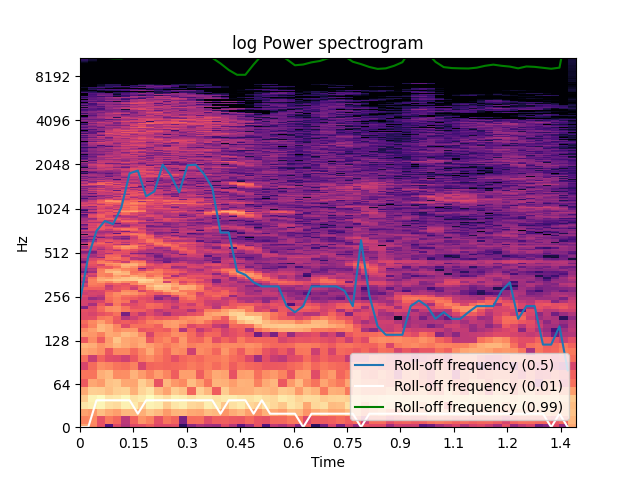 log Power spectrogram
Hz
8192
4096
2048
1024
512
256
128
64
0
Roll-off frequency (0.5)
Roll-off frequency (0.01)
Roll-off frequency (0.99)
0 0.15 0.3 0.45 0.6 0.75 0.9 1.1 1.2 1.4
Time